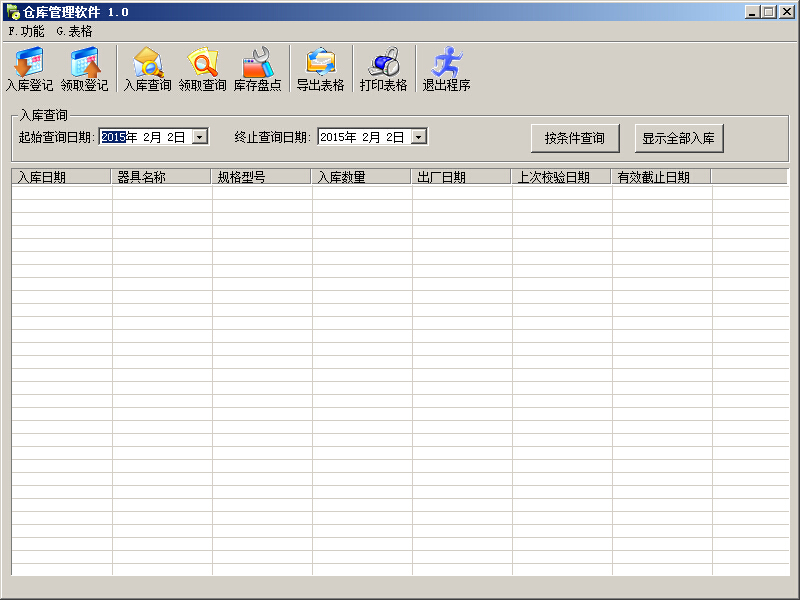 仓库管理软件 1.0
F.功能 G.表格
入库登记 领取登记 入库查询 领取查询 库存盘点 导出表格 打印表格 退出程序
入库查询
起始查询日期: 2015年 2月 2日 终止查询日期: 2015年 2月 2日 按条件查询 显示全部入库
入库日期 器具名称 规格型号 入库数量 出厂日期 上次校验日期 有效截止日期